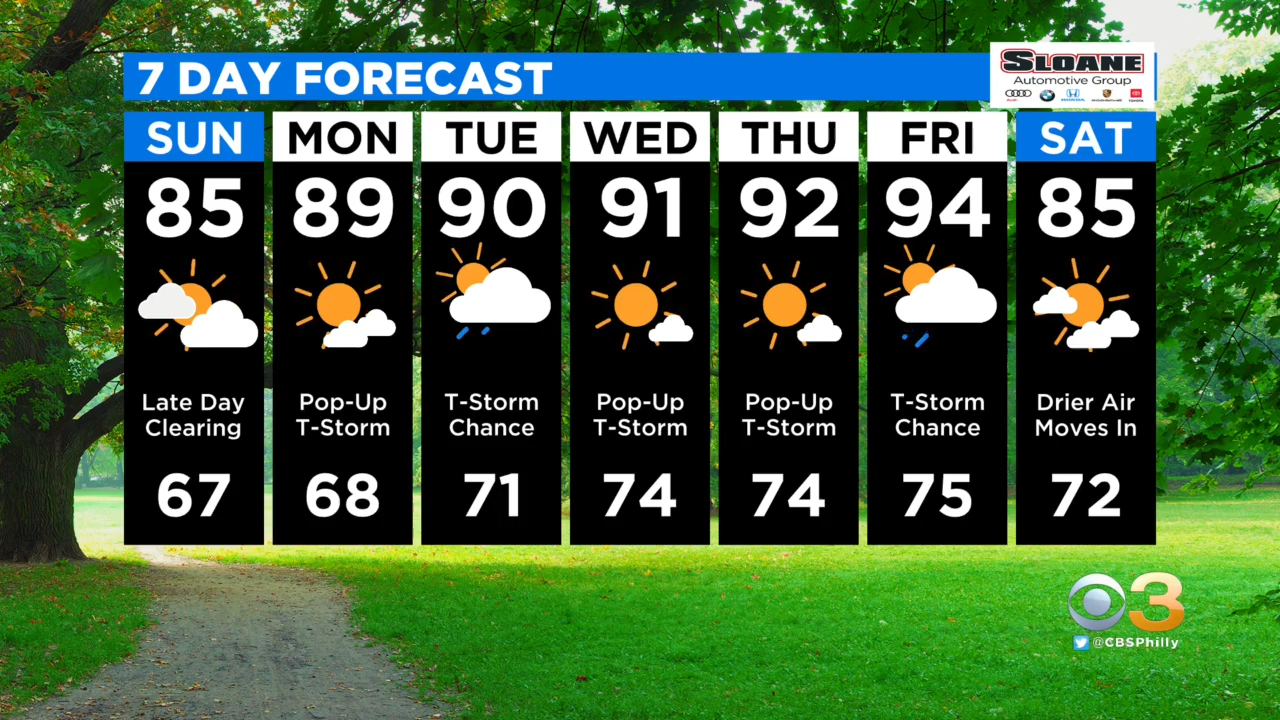 7 DAY FORECAST
SLOANE
Automotive Group
SUN MON TUE WED THU FRI SAT
85 89 90 91 92 94 85
Late Day Pop-Up T-Storm Pop-Up Pop-Up T-Storm Drier Air
Clearing T-Storm Chance T-Storm T-Storm Chance Moves In
67 68 71 74 74 75 72
3
@CBSPhilly